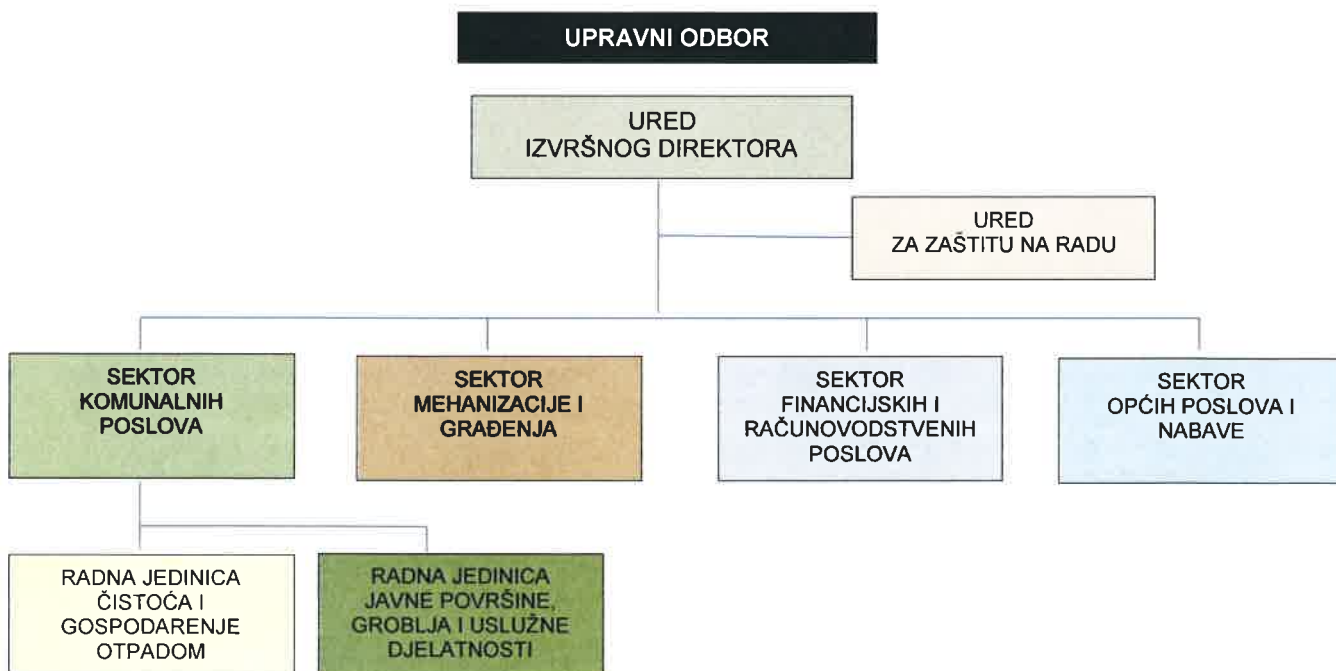 UPRAVNI ODBOR
URED
IZVRŠNOG DIREKTORA
URED
ZA ZAŠTITU NA RADU
SEKTOR
KOMUNALNIH
POSLOVA
SEKTOR
MEHANIZACIJE I
GRAĐENJA
SEKTOR
FINANCIJSKIH I
RAČUNOVODSTVENIH
POSLOVA
SEKTOR
OPĆIH POSLOVA I
NABAVE
RADNA JEDINICA
ČISTOĆA I
GOSPODARENJE
OTPADOM
RADNA JEDINICA
JAVNE POVRŠINE,
GROBLJA I USLUŽNE
DJELATNOSTI